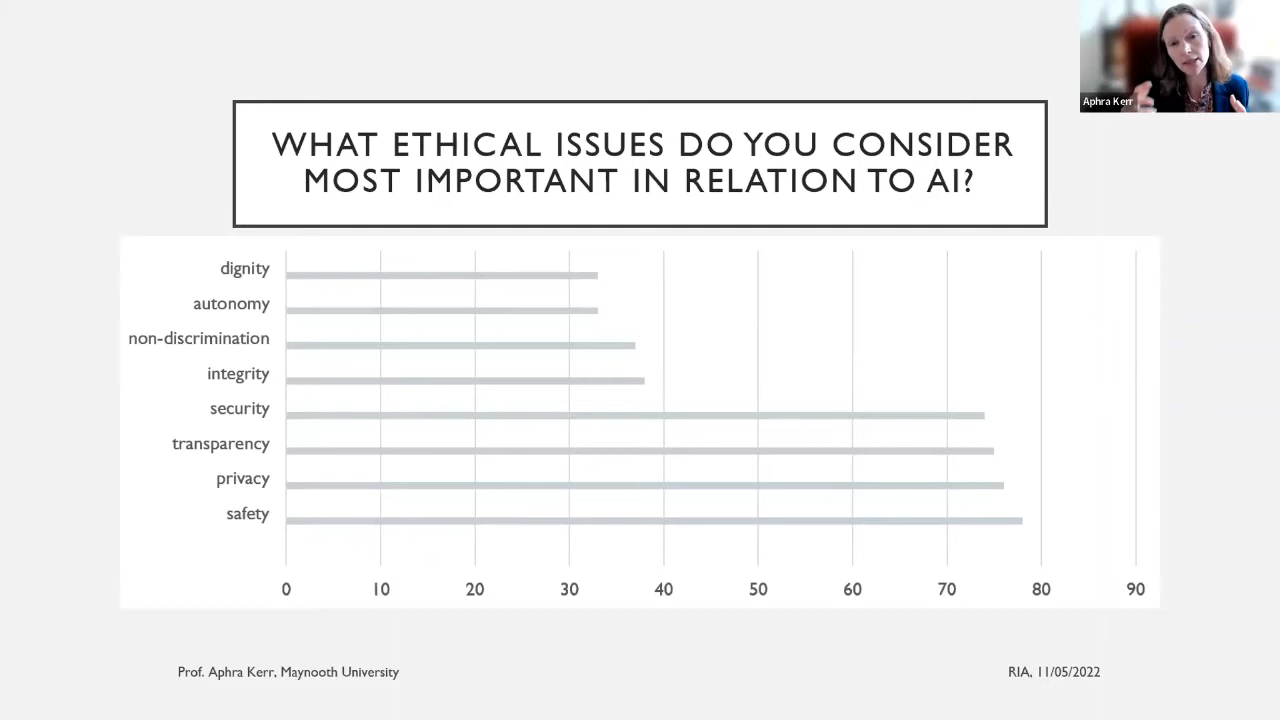 Aphra Kerr
WHAT ETHICAL ISSUES DO YOU CONSIDER
MOST IMPORTANT IN RELATION TO AI?
dignity
autonomy
non-discrimination
integrity
security
transparency
privacy
safety
0 10 20 30 40 50 60 70 80 90
Prof. Aphra Kerr, Maynooth University
RIA, 11/05/2022